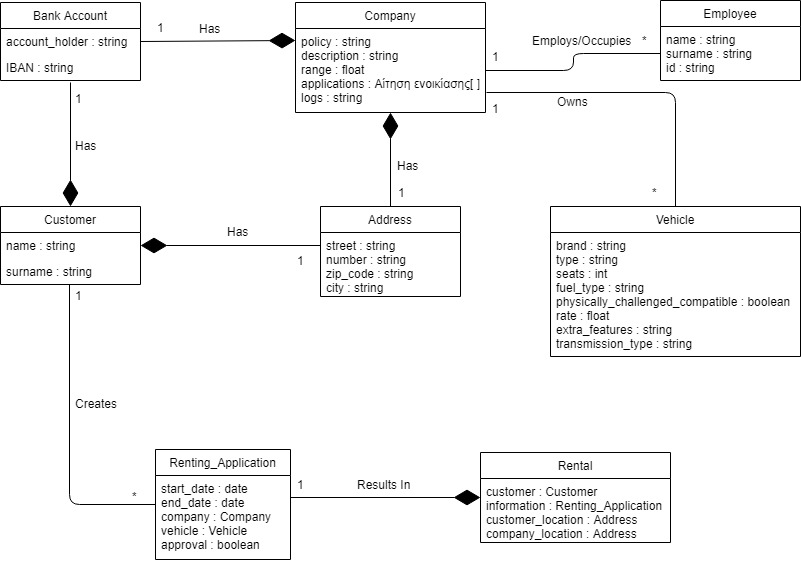 Bank Account
account_holder : string
IBAN : string
1
Has
Company
policy : string
description : string
range : float
applications : Αίτηση ενοικίασης[ ]
logs : string
Employs/Occupies
*
1
Employee
name : string
surname : string
id : string
1
Owns
*
1
Has
Has
1
Customer
name : string
surname : string
Has
1
Address
street : string
number : string
zip_code : string
city : string
Vehicle
brand : string
type : string
seats : int
fuel_type : string
physically_challenged_compatible : boolean
rate : float
extra_features : string
transmission_type : string
1
Creates
*
Renting_Application
start_date : date
end_date : date
company : Company
vehicle : Vehicle
approval : boolean
1
Results In
Rental
customer : Customer
information : Renting_Application
customer_location : Address
company_location : Address